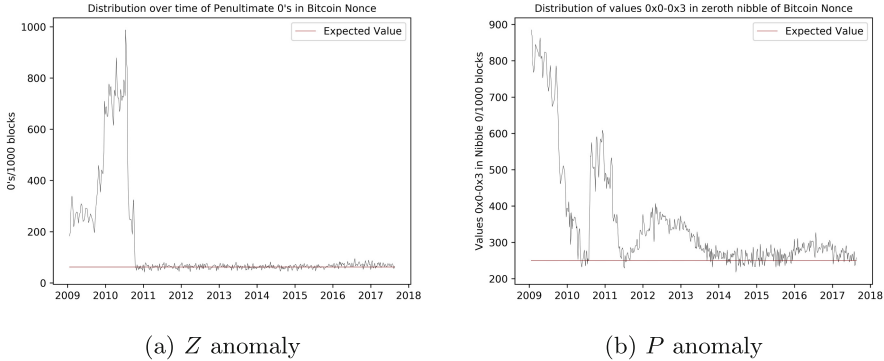 Distribution over time of Penultimate 0's in Bitcoin Nonce
Expected Value
0's/1000 blocks
1000
800
600
400
200
0
2009 2010 2011 2012 2013 2014 2015 2016 2017 2018
(a) Z anomaly
Distribution of values 0x0-0x3 in zeroth nibble of Bitcoin Nonce
Expected Value
Values 0x0-0x3 in Nibble 0/1000 blocks
900
800
700
600
500
400
300
200
2009 2010 2011 2012 2013 2014 2015 2016 2017 2018
(b) P anomaly